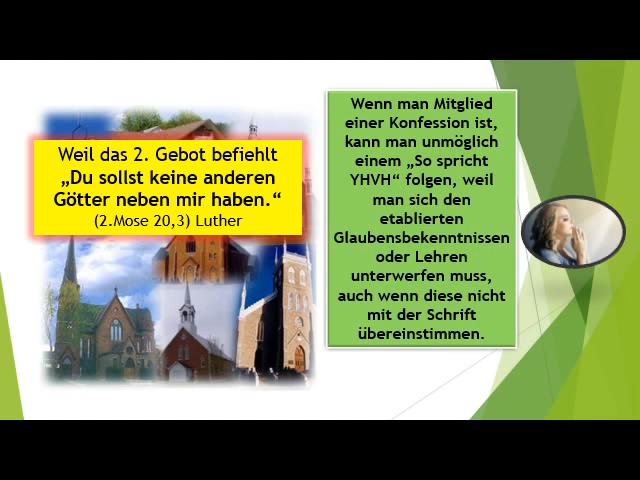 Weil das 2. Gebot befiehlt
„Du sollst keine anderen
Götter neben mir haben.“
(2.Mose 20,3) Luther
Wenn man Mitglied
einer Konfession ist,
kann man unmöglich
einem „So spricht
YHVH“ folgen, weil
man sich den
etablierten
Glaubensbekenntnissen
oder Lehren
unterwerfen muss,
auch wenn diese nicht
mit der Schrift
übereinstimmen.